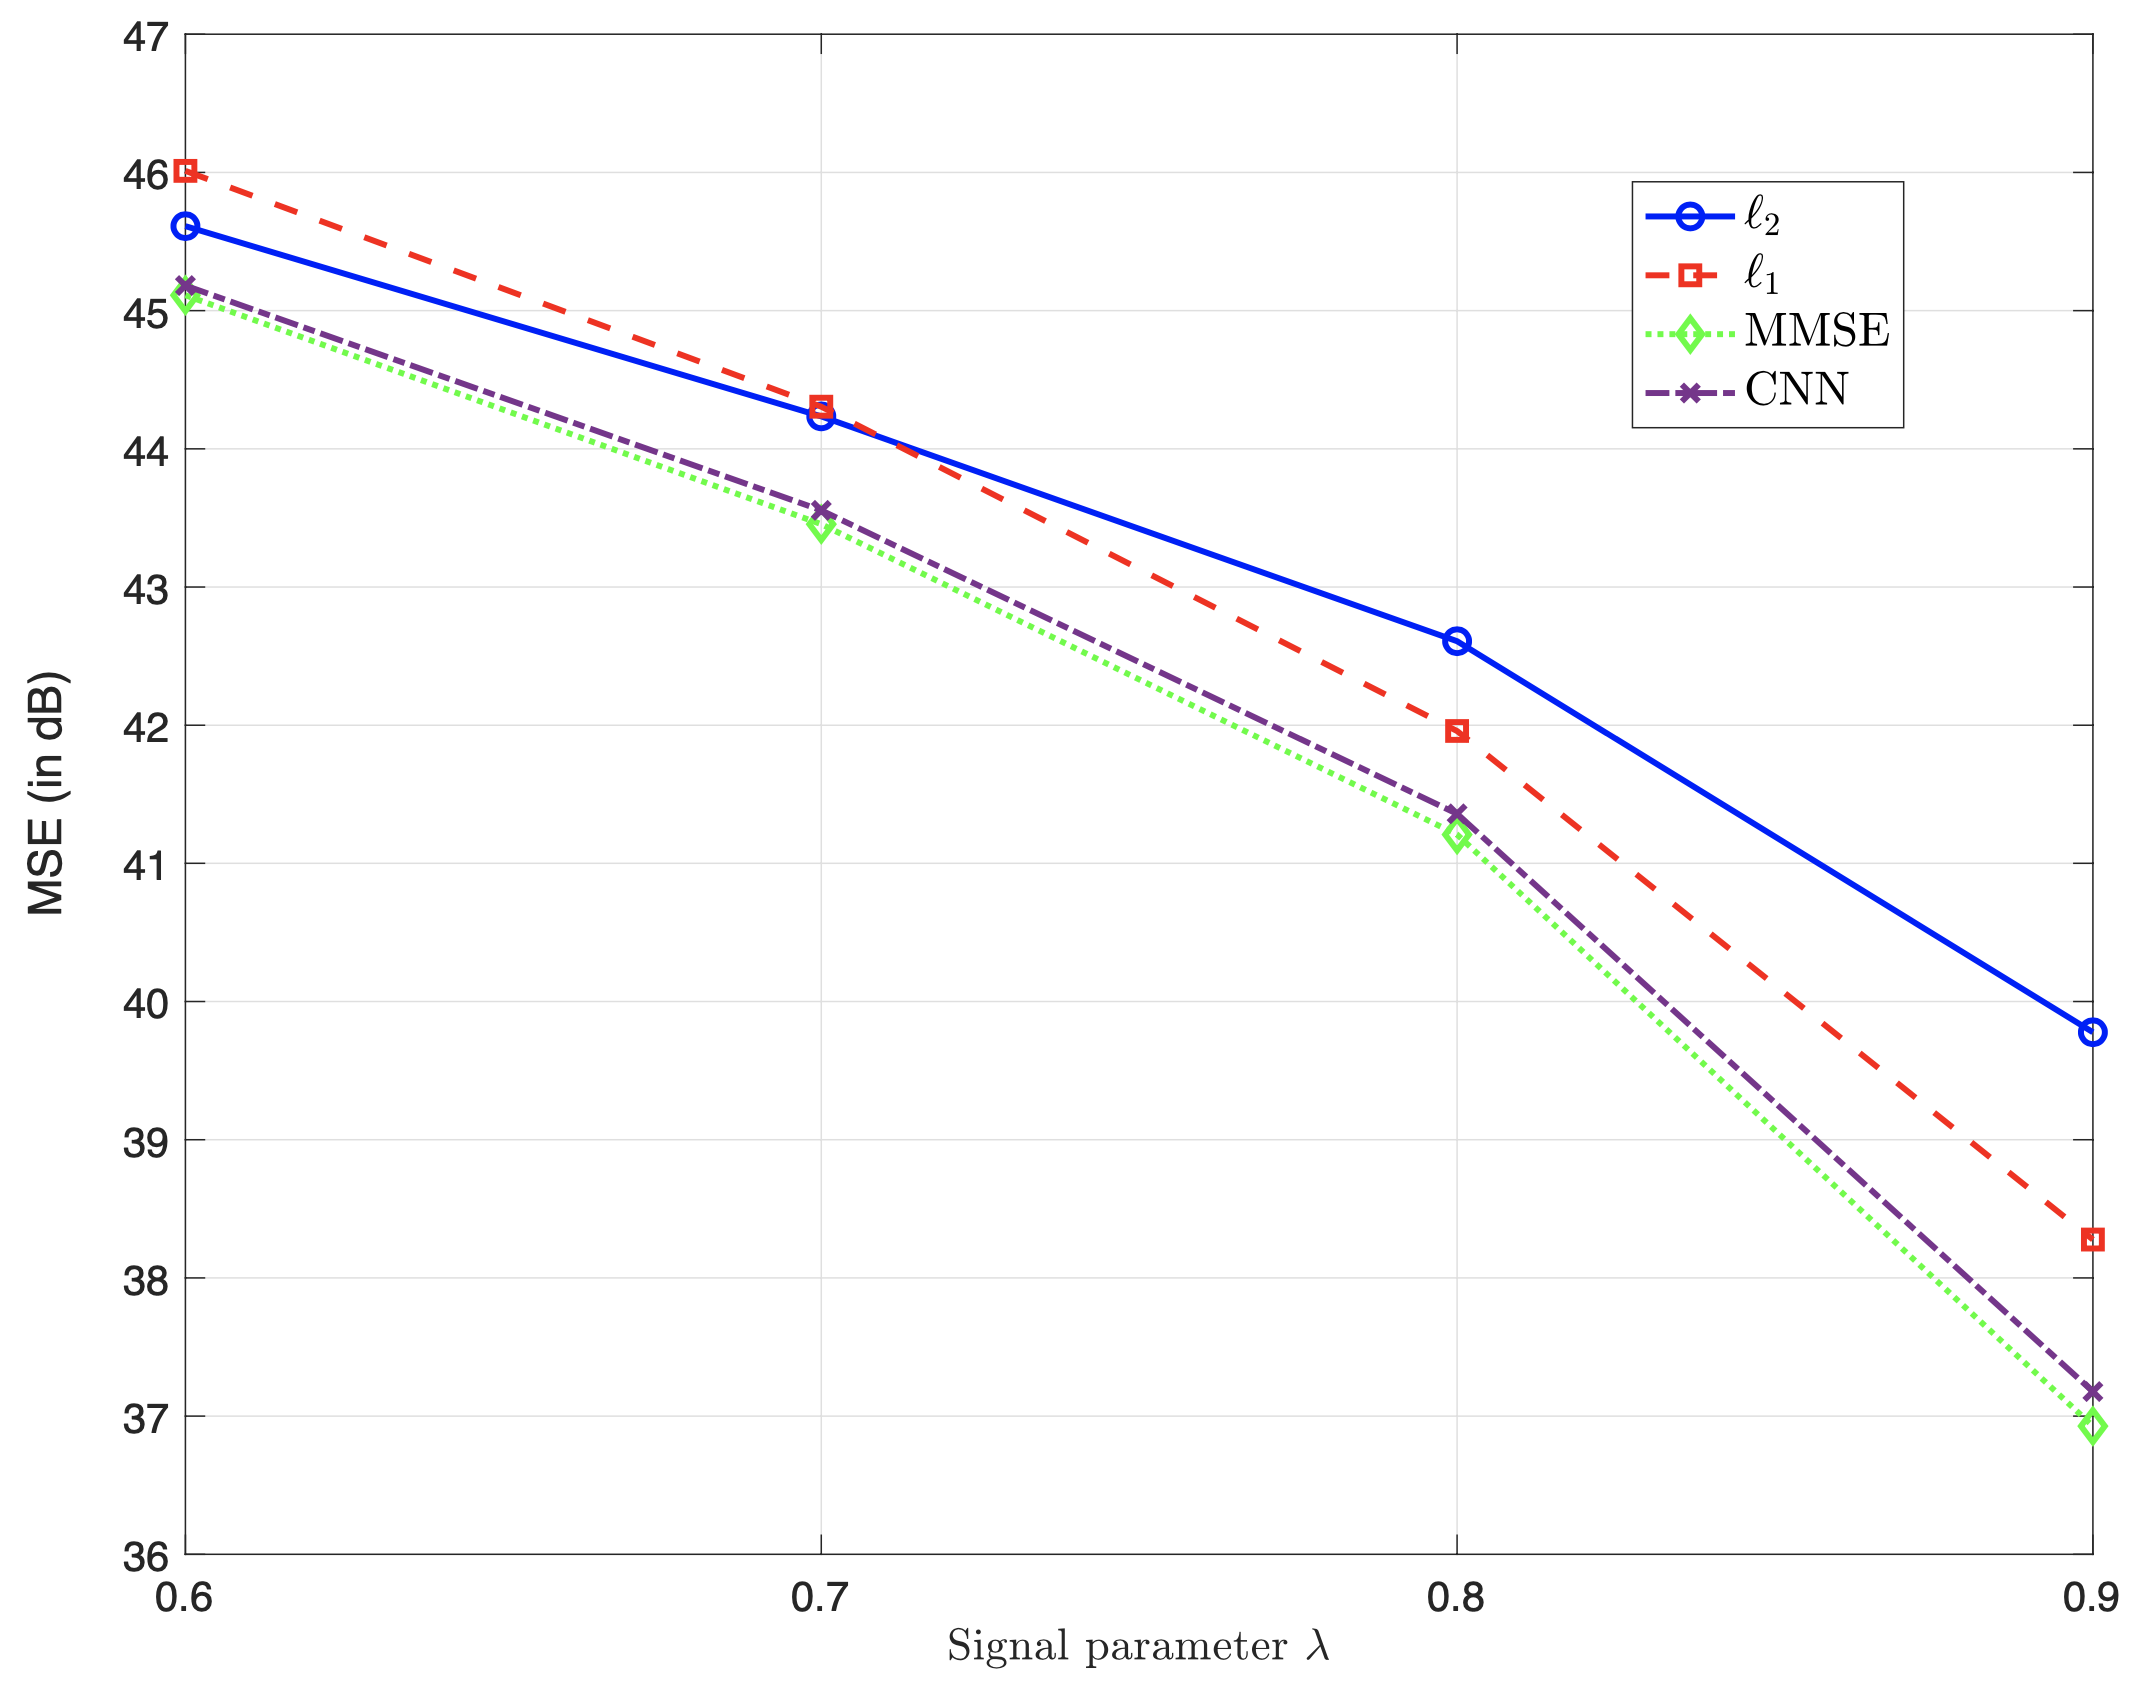 47
46
45
44
43
42
41
40
39
38
37
36
0.6 0.7 0.8 0.9
MSE (in dB)
Signal parameter λ
ℓ₂
ℓ₁
MMSE
CNN